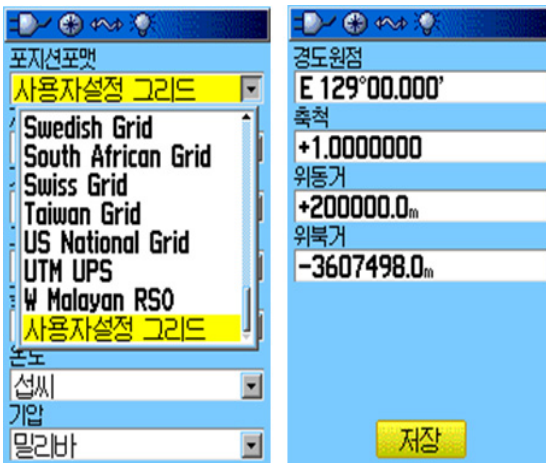 포지션포맷
사용자설정 그리드
Swedish Grid
South African Grid
Swiss Grid
Taiwan Grid
US National Grid
UTM UPS
W Malayan RSO
사용자설정 그리드
온도
섭씨
기압
밀리바
경도원점
E 129°00.000'
축척
+1.0000000
위동거
+200000.0m
위북거
-3607498.0m
저장